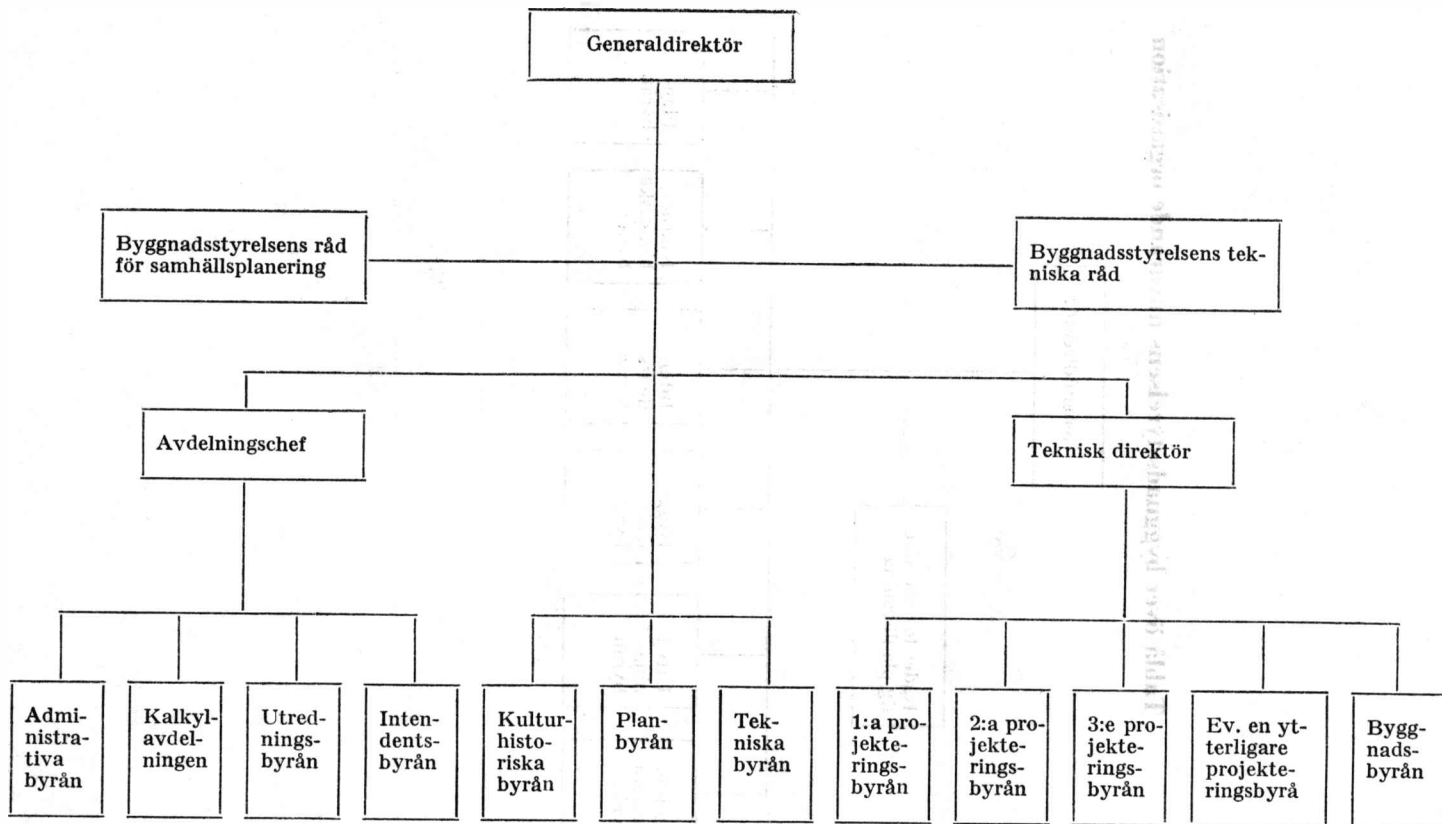 Generaldirektör
Byggnadsstyrelsens råd
för samhällsplanering
Byggnadsstyrelsens tek-
niska råd
Avdelningschef
Teknisk direktör
Admi-
nistra-
tiva
byrån
Kalkyl-
avdel-
ningen
Utred-
nings-
byrån
Inten-
dents-
byrån
Kultur-
histo-
riska
byrån
Plan-
byrån
Tek-
niska
byrån
1:a pro-
jekte-
rings-
byrån
2:a pro-
jekte-
rings-
byrån
3:e pro-
jekte-
rings-
byrån
Ev. en yt-
terligare
projekte-
ringsbyrå
Bygg-
nads-
byrån